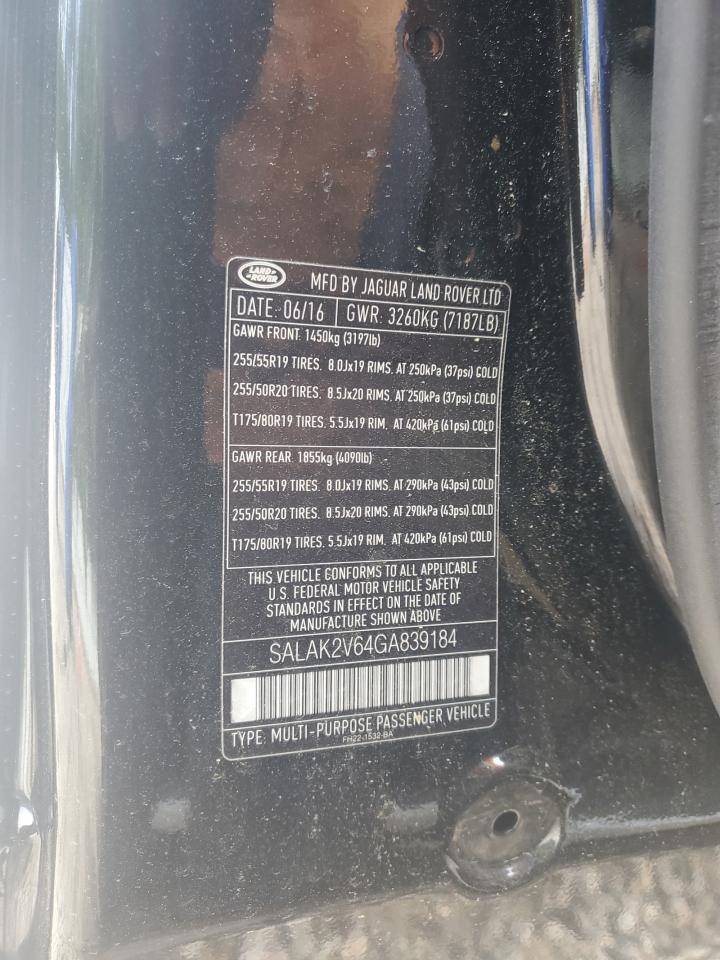 LAND ROVER
MFD BY JAGUAR LAND ROVER LTD
DATE: 06/16 GWR: 3260KG (7187LB)
GAWR FRONT: 1450kg (3197lb)
255/55R19 TIRES. 8.0Jx19 RIMS. AT 250kPa (37psi) COLD
255/50R20 TIRES. 8.5Jx20 RIMS. AT 250kPa (37psi) COLD
T175/80R19 TIRES. 5.5Jx19 RIM. AT 420kPa (61psi) COLD
GAWR REAR: 1855kg (4090lb)
255/55R19 TIRES. 8.0Jx19 RIMS. AT 290kPa (43psi) COLD
255/50R20 TIRES. 8.5Jx20 RIMS. AT 290kPa (43psi) COLD
T175/80R19 TIRES. 5.5Jx19 RIM. AT 420kPa (61psi) COLD
THIS VEHICLE CONFORMS TO ALL APPLICABLE
U.S. FEDERAL MOTOR VEHICLE SAFETY
STANDARDS IN EFFECT ON THE DATE OF
MANUFACTURE SHOWN ABOVE
SALAK2V64GA839184
TYPE: MULTI-PURPOSE PASSENGER VEHICLE
FH22-1532-BA